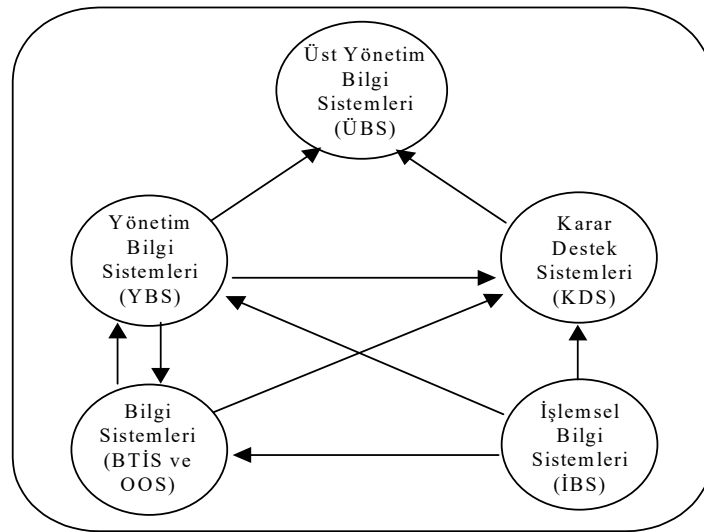 Üst Yönetim
Bilgi
Sistemleri
(ÜBS)
Yönetim
Bilgi
Sistemleri
(YBS)
Karar
Destek
Sistemleri
(KDS)
Bilgi
Sistemleri
(BTİS ve
OOS)
İşlemsel
Bilgi
Sistemleri
(İBS)